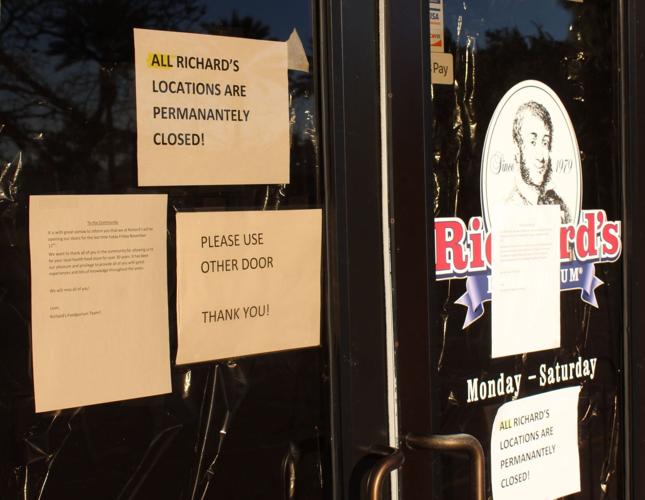 ALL RICHARD'S
LOCATIONS ARE
PERMANANTELY
CLOSED!
To the Community
It is with great sorrow to inform you that we at Richard's will be
opening our doors for the last time today Friday November
We want to thank all of you in the community for allowing us to
be your local health food store for over 30 years. It has been
our pleasure and privilege to provide all of you with great
experiences and lots of knowledge throughout the years.
We will miss all of you!
Love,
Richard's Foodporium Team!!
PLEASE USE
OTHER DOOR
THANK YOU!
VISA
Pay
Since 1979
Richard's
UM®
Monday – Saturday
ALL RICHARD'S
LOCATIONS ARE
PERMANANTELY
CLOSED!